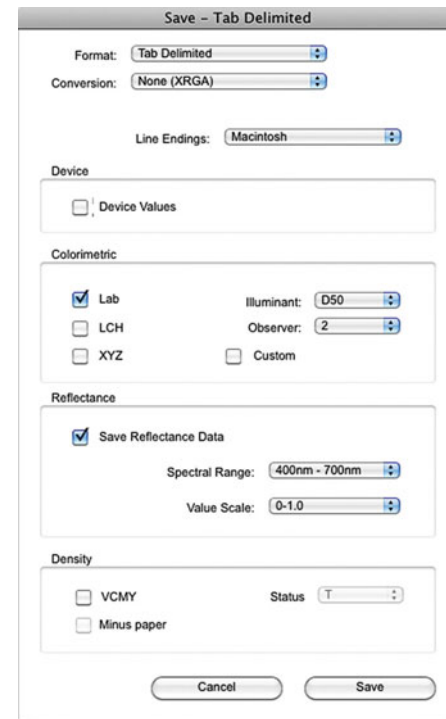 Save – Tab Delimited
Format: Tab Delimited
Conversion: None (XRGA)
Line Endings: Macintosh
Device
Device Values
Colorimetric
Lab Illuminant: D50
LCH Observer: 2
XYZ Custom
Reflectance
Save Reflectance Data
Spectral Range: 400nm - 700nm
Value Scale: 0-1.0
Density
VCMY Status T
Minus paper
Cancel Save